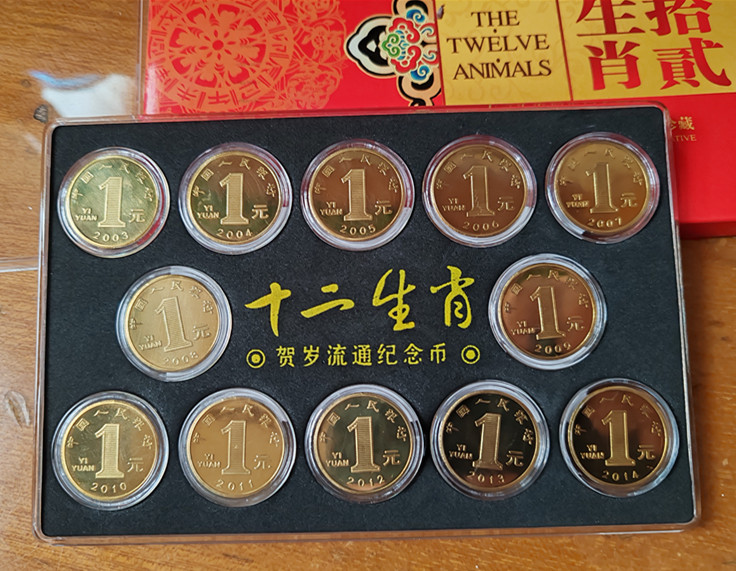 THE
TWELVE
ANIMALS
拾貳
生肖
珍藏
中国人民银行
1
YI
YUAN
元
2003
中国人民银行
1
YI
YUAN
元
2004
中国人民银行
1
YI
YUAN
元
2005
中国人民银行
1
YI
YUAN
元
2006
中国人民银行
1
YI
YUAN
元
2007
中国人民银行
1
YI
YUAN
元
2008
十二生肖
贺岁流通纪念币
中国人民银行
1
YI
YUAN
元
2009
中国人民银行
1
YI
YUAN
元
2010
中国人民银行
1
YI
YUAN
元
2011
中国人民银行
1
YI
YUAN
元
2012
中国人民银行
1
YI
YUAN
元
2013
中国人民银行
1
YI
YUAN
元
2014